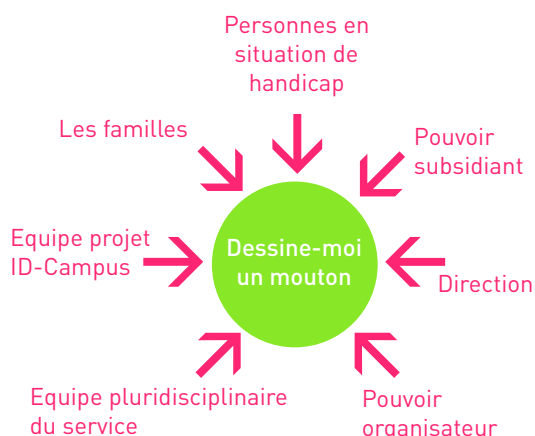 Personnes en
situation de
handicap
Les familles
Pouvoir
subsidiant
Equipe projet
ID-Campus
Dessine-moi
un mouton
Direction
Equipe pluridisciplinaire
du service
Pouvoir
organisateur